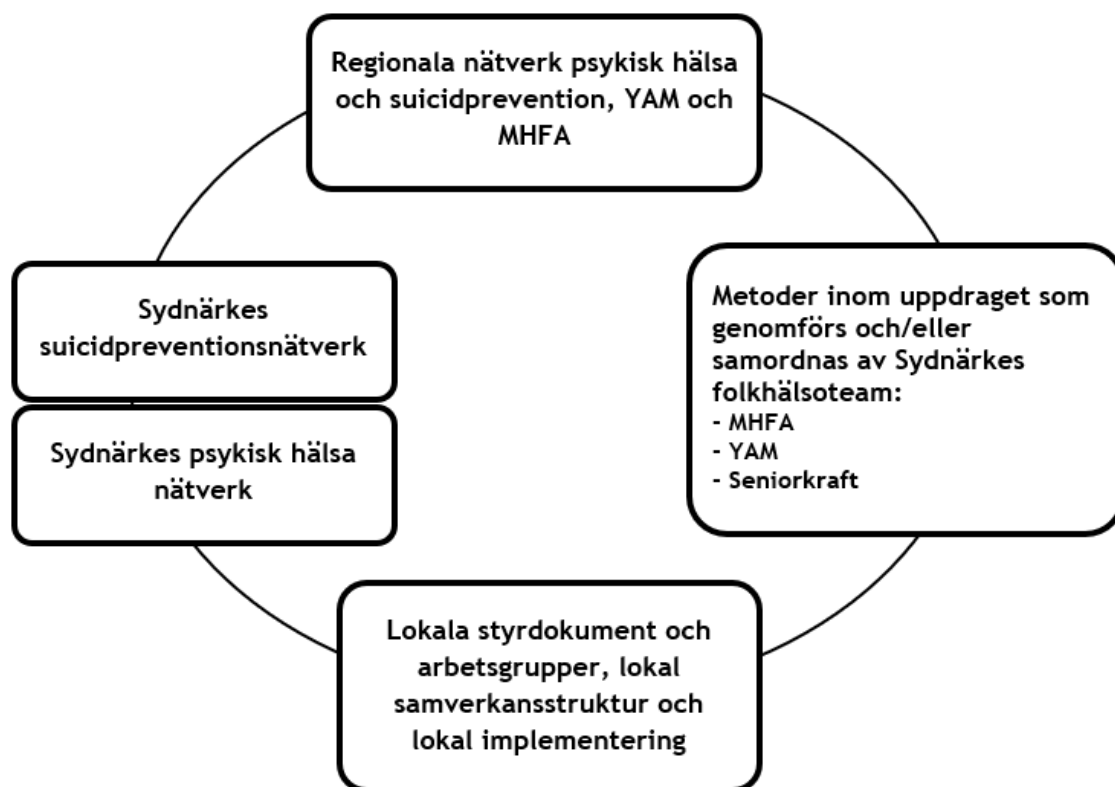 Regionala nätverk psykisk hälsa
och suicidprevention, YAM och
MHFA
Sydnärkes
suicidpreventionsnätverk
Sydnärkes psykisk hälsa
nätverk
Metoder inom uppdraget som
genomförs och/eller
samordnas av Sydnärkes
folkhälsoteam:
- MHFA
- YAM
- Seniorkraft
Lokala styrdokument och
arbetsgrupper, lokal
samverkansstruktur och
lokal implementering